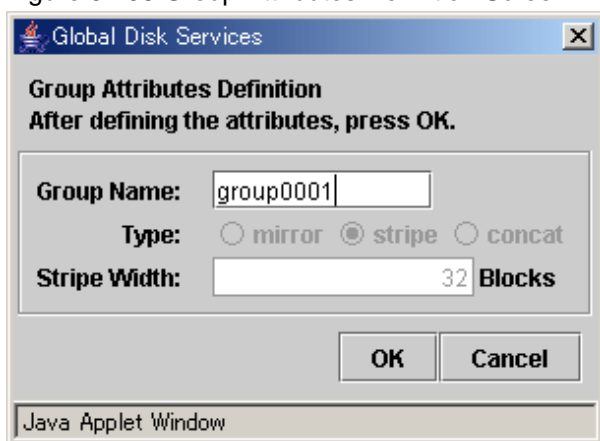 Global Disk Services
Group Attributes Definition
After defining the attributes, press OK.
Group Name: group0001
Type: mirror stripe concat
Stripe Width: 32 Blocks
OK Cancel
Java Applet Window